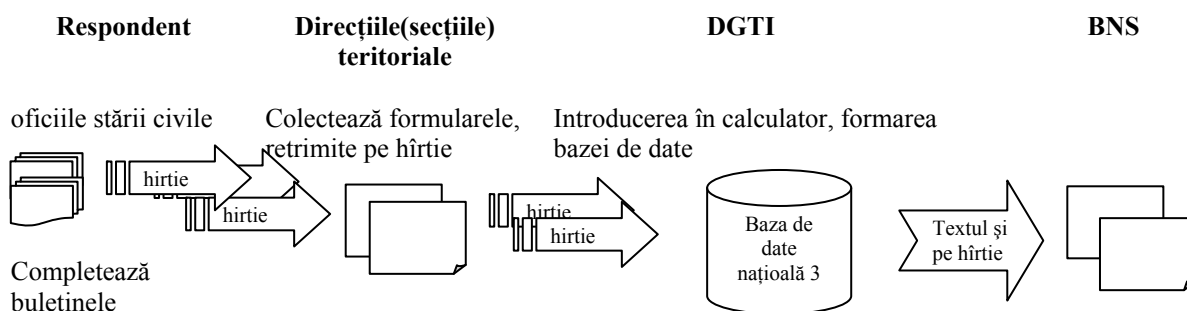 Respondent
Direcțiile(secțiile)
teritoriale
DGTI
BNS
oficiile stării civile
Colectează formularele,
retrimite pe hîrtie
Introducerea în calculator, formarea
bazei de date
hirtie
hirtie
hirtie
hirtie
Baza de
date
națioală 3
Textul şi
pe hîrtie
Completează
buletinele